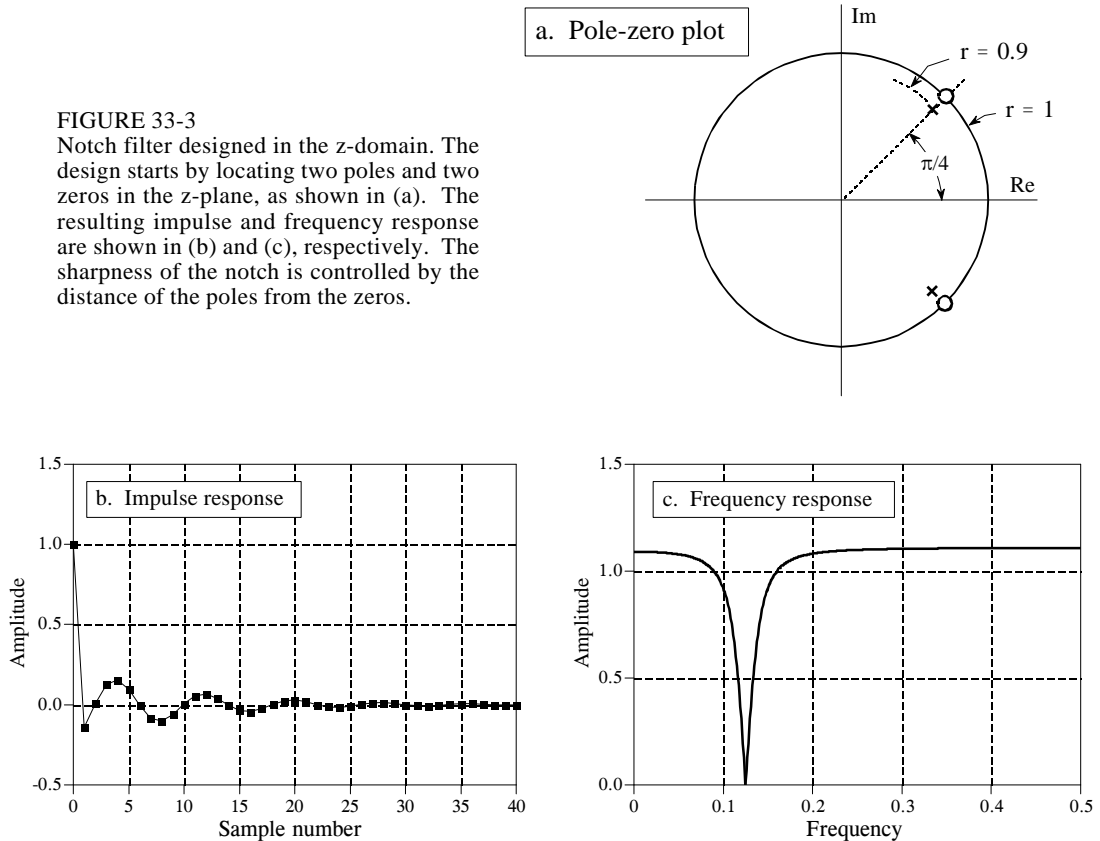 a. Pole-zero plot
Im
r = 0.9
r = 1
π/4
Re
FIGURE 33-3
Notch filter designed in the z-domain. The
design starts by locating two poles and two
zeros in the z-plane, as shown in (a). The
resulting impulse and frequency response
are shown in (b) and (c), respectively. The
sharpness of the notch is controlled by the
distance of the poles from the zeros.
b. Impulse response
Amplitude
1.5
1.0
0.5
0.0
-0.5
0 5 10 15 20 25 30 35 40
Sample number
c. Frequency response
Amplitude
1.5
1.0
0.5
0.0
0 0.1 0.2 0.3 0.4 0.5
Frequency